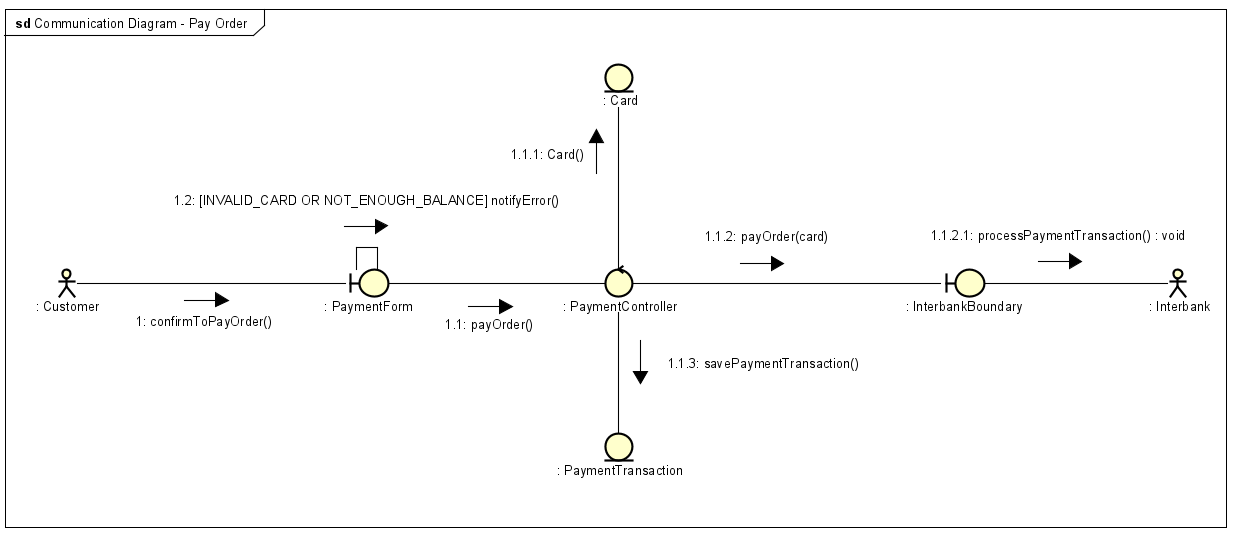 sd Communication Diagram - Pay Order
: Card
1.1.1: Card()
1.2: [INVALID_CARD OR NOT_ENOUGH_BALANCE] notifyError()
1.1.2: payOrder(card)
1.1.2.1: processPaymentTransaction() : void
: Customer
: PaymentForm
: PaymentController
: InterbankBoundary
: Interbank
1: confirmToPayOrder()
1.1: payOrder()
1.1.3: savePaymentTransaction()
: PaymentTransaction